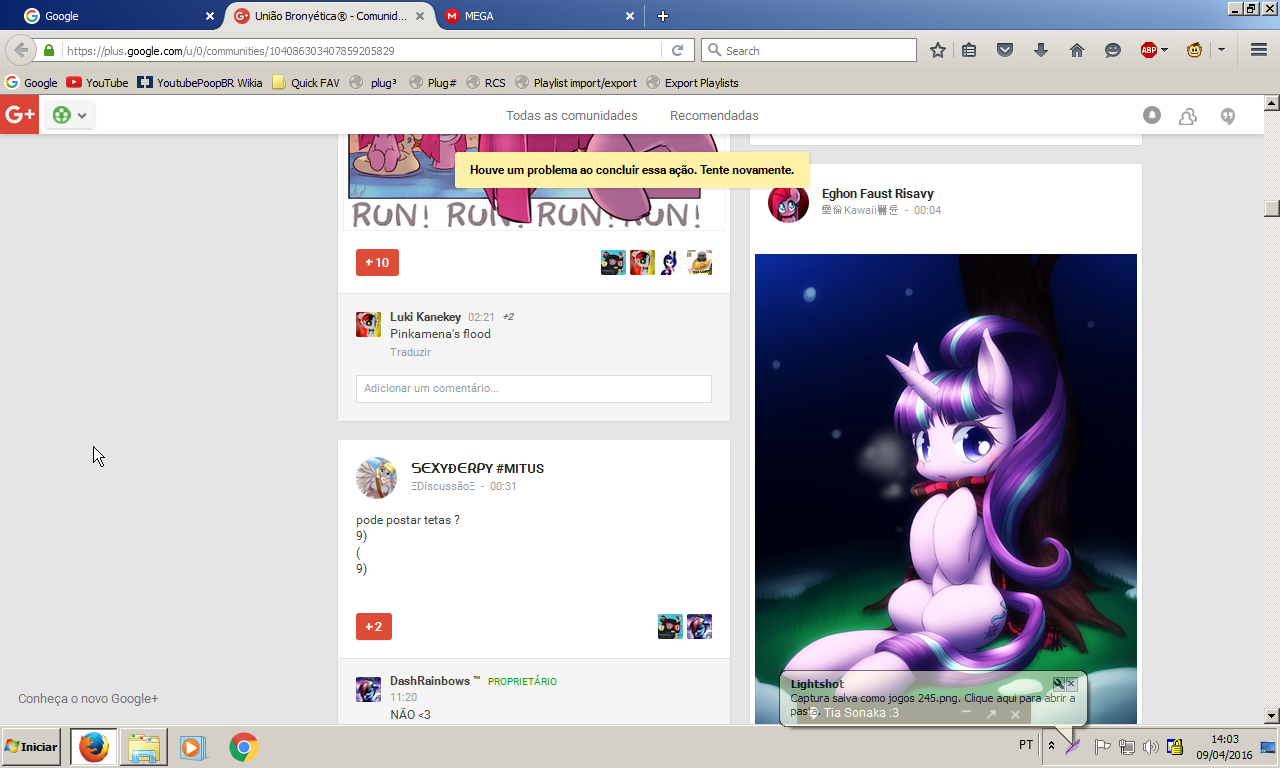 Google
União Bronyética® - Comunid...
MEGA
https://plus.google.com/u/0/communities/104086303407859205829
Search
ABP
Google
YouTube
YoutubePoopBR Wikia
Quick FAV
plug³
Plug#
RCS
Playlist import/export
Export Playlists
G+
Todas as comunidades
Recomendadas
Houve um problema ao concluir essa ação. Tente novamente.
RUN! RUN! RUN! RUN!
+10
Luki Kanekey 02:21 +2
Pinkamena's flood
Traduzir
Adicionar um comentário...
ꕷЄXYĐЄRPY #MITUS
ΞDiscussãoΞ - 00:31
pode postar tetas ?
9)
(
9)
+2
DashRainbows ™ PROPRIETÁRIO
11:20
NÃO <3
Eghon Faust Risavy
Kawaii - 00:04
Conheça o novo Google+
Lightshot
Captura salva como jogos 245.png. Clique aqui para abrir a
pasta.
Tia Sonaka :3
Iniciar
PT
14:03
09/04/2016